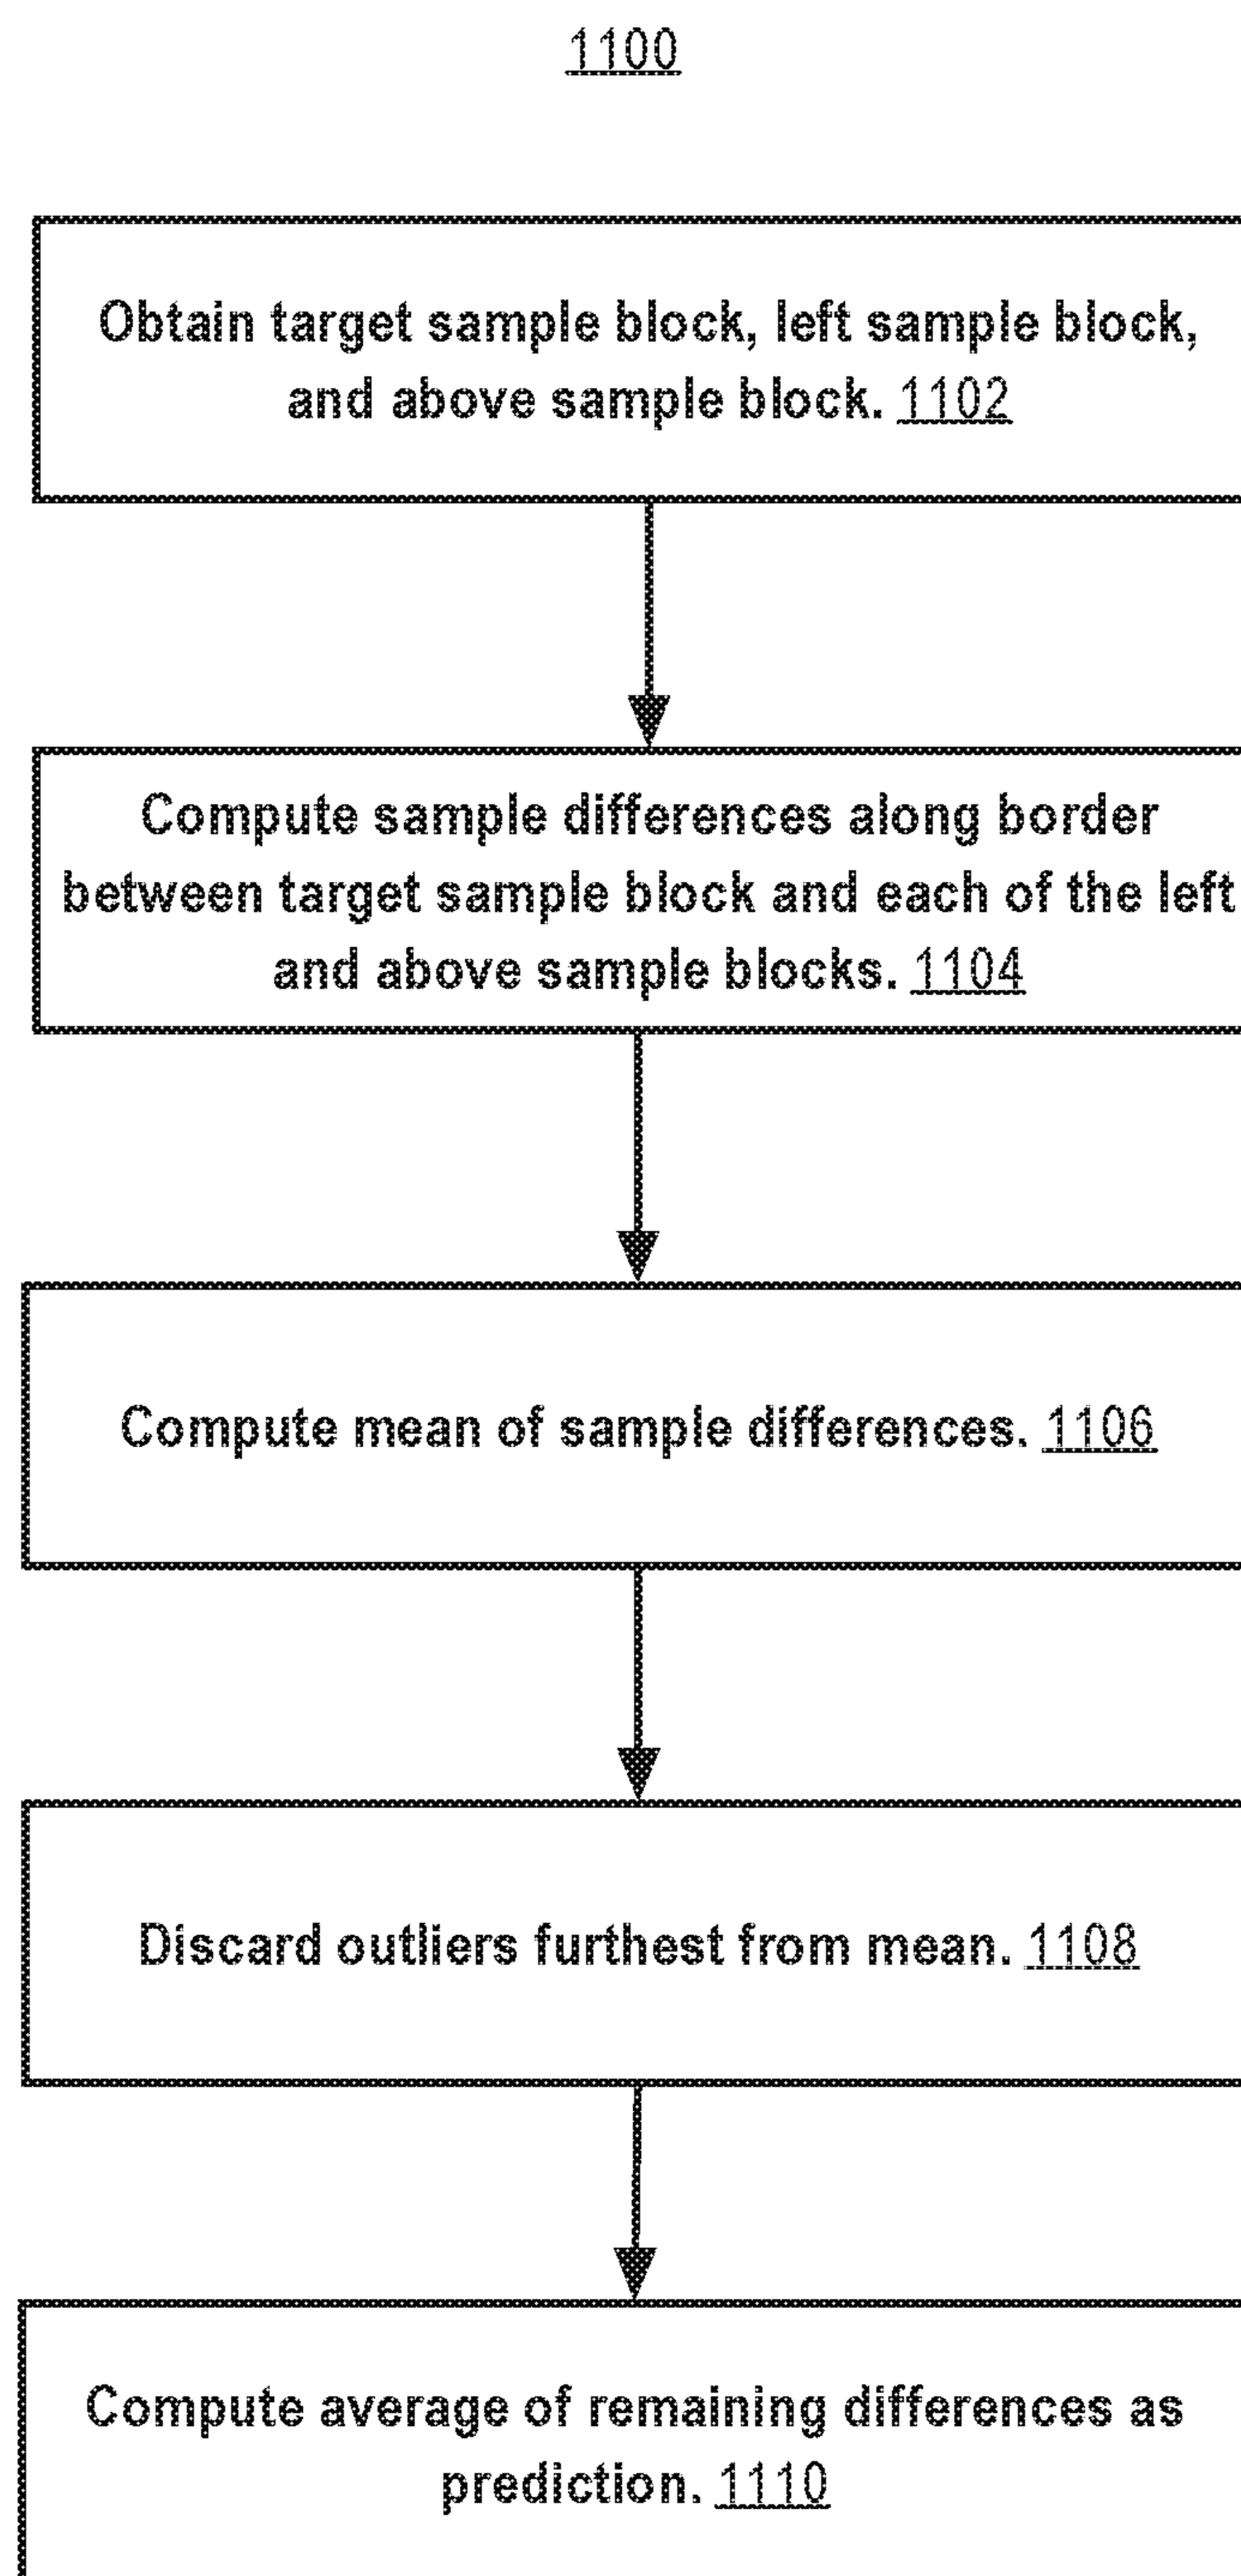 1100
Obtain target sample block, left sample block,
and above sample block. 1102
Compute sample differences along border
between target sample block and each of the left
and above sample blocks. 1104
Compute mean of sample differences. 1106
Discard outliers furthest from mean. 1108
Compute average of remaining differences as
prediction. 1110